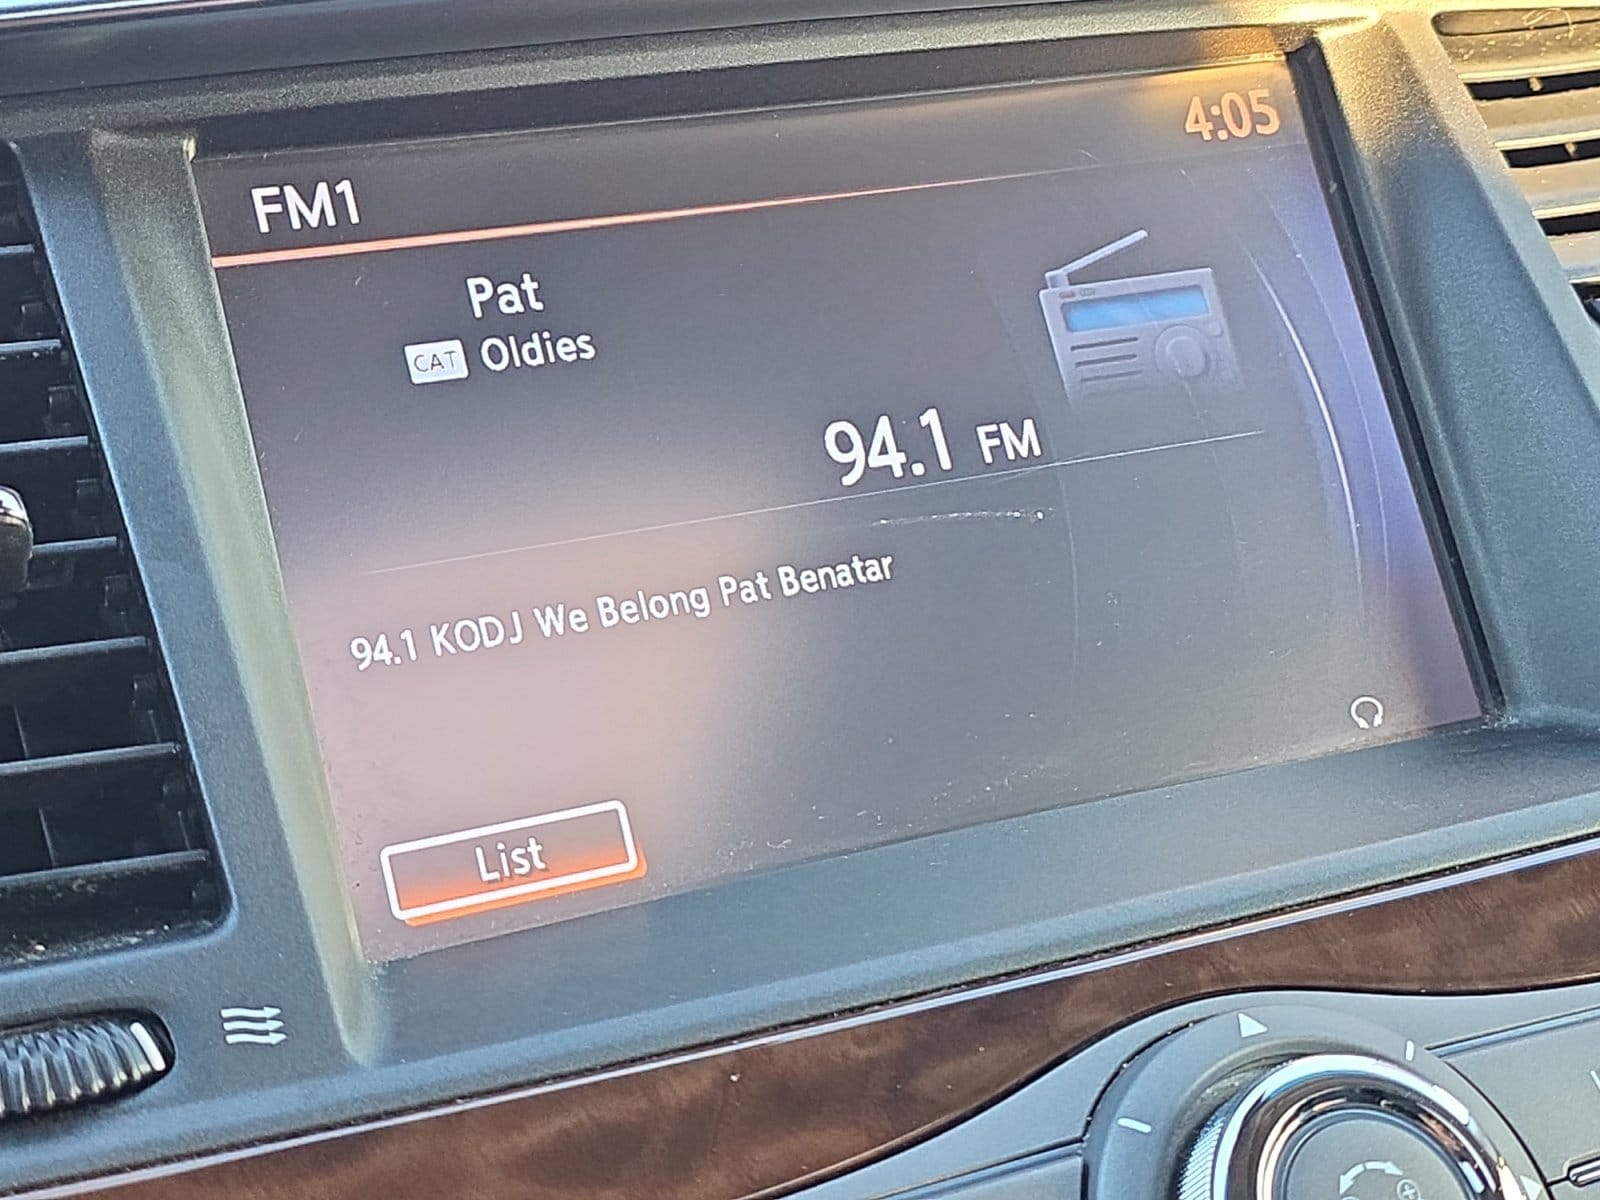 4:05
FM1
Pat
CAT Oldies
94.1 FM
94.1 KODJ We Belong Pat Benatar
List